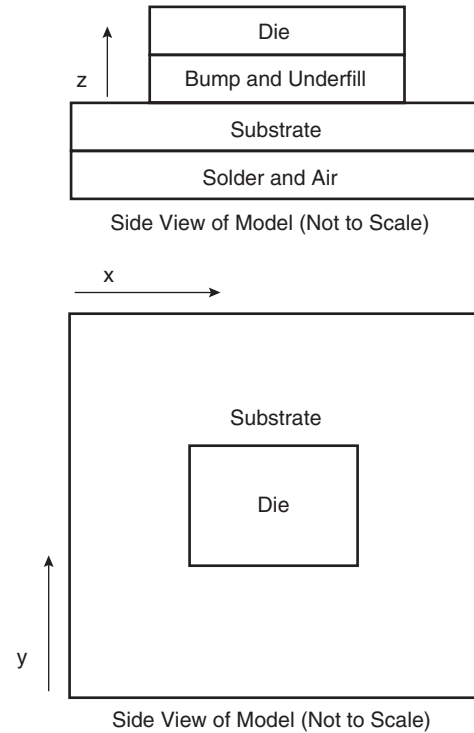 Die
z
Bump and Underfill
Substrate
Solder and Air
Side View of Model (Not to Scale)
x
Substrate
Die
y
Side View of Model (Not to Scale)